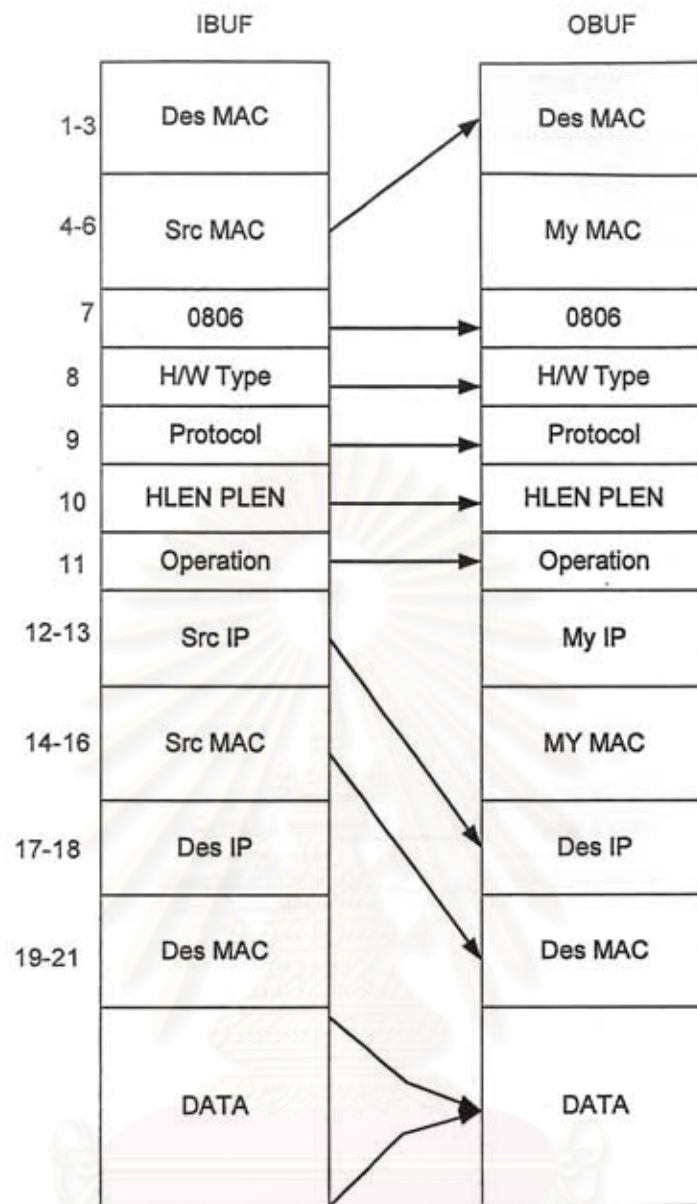 IBUF OBUF
1-3 Des MAC Des MAC
4-6 Src MAC My MAC
7 0806 0806
8 H/W Type H/W Type
9 Protocol Protocol
10 HLEN PLEN HLEN PLEN
11 Operation Operation
12-13 Src IP My IP
14-16 Src MAC MY MAC
17-18 Des IP Des IP
19-21 Des MAC Des MAC
DATA DATA